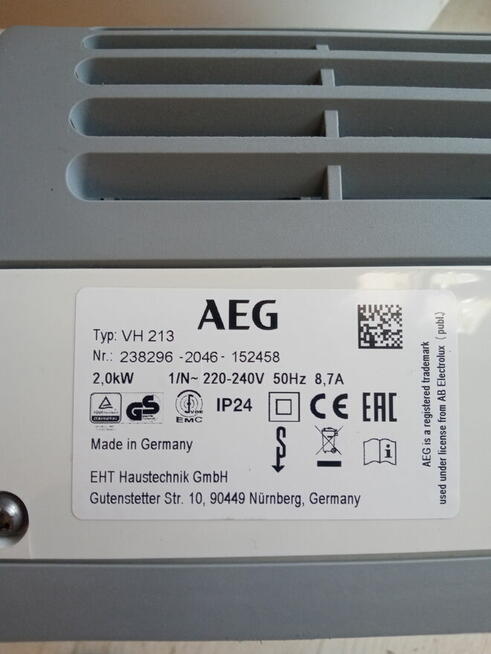 AEG
Typ: VH 213
Nr.: 238296 -2046- 152458
2,0kW 1/N~ 220-240V 50Hz 8,7A
GS EMC IP24 CE EAC
Made in Germany
EHT Haustechnik GmbH
Gutenstetter Str. 10, 90449 Nürnberg, Germany
AEG is a registered trademark
used under license from AB Electrolux ( publ.)